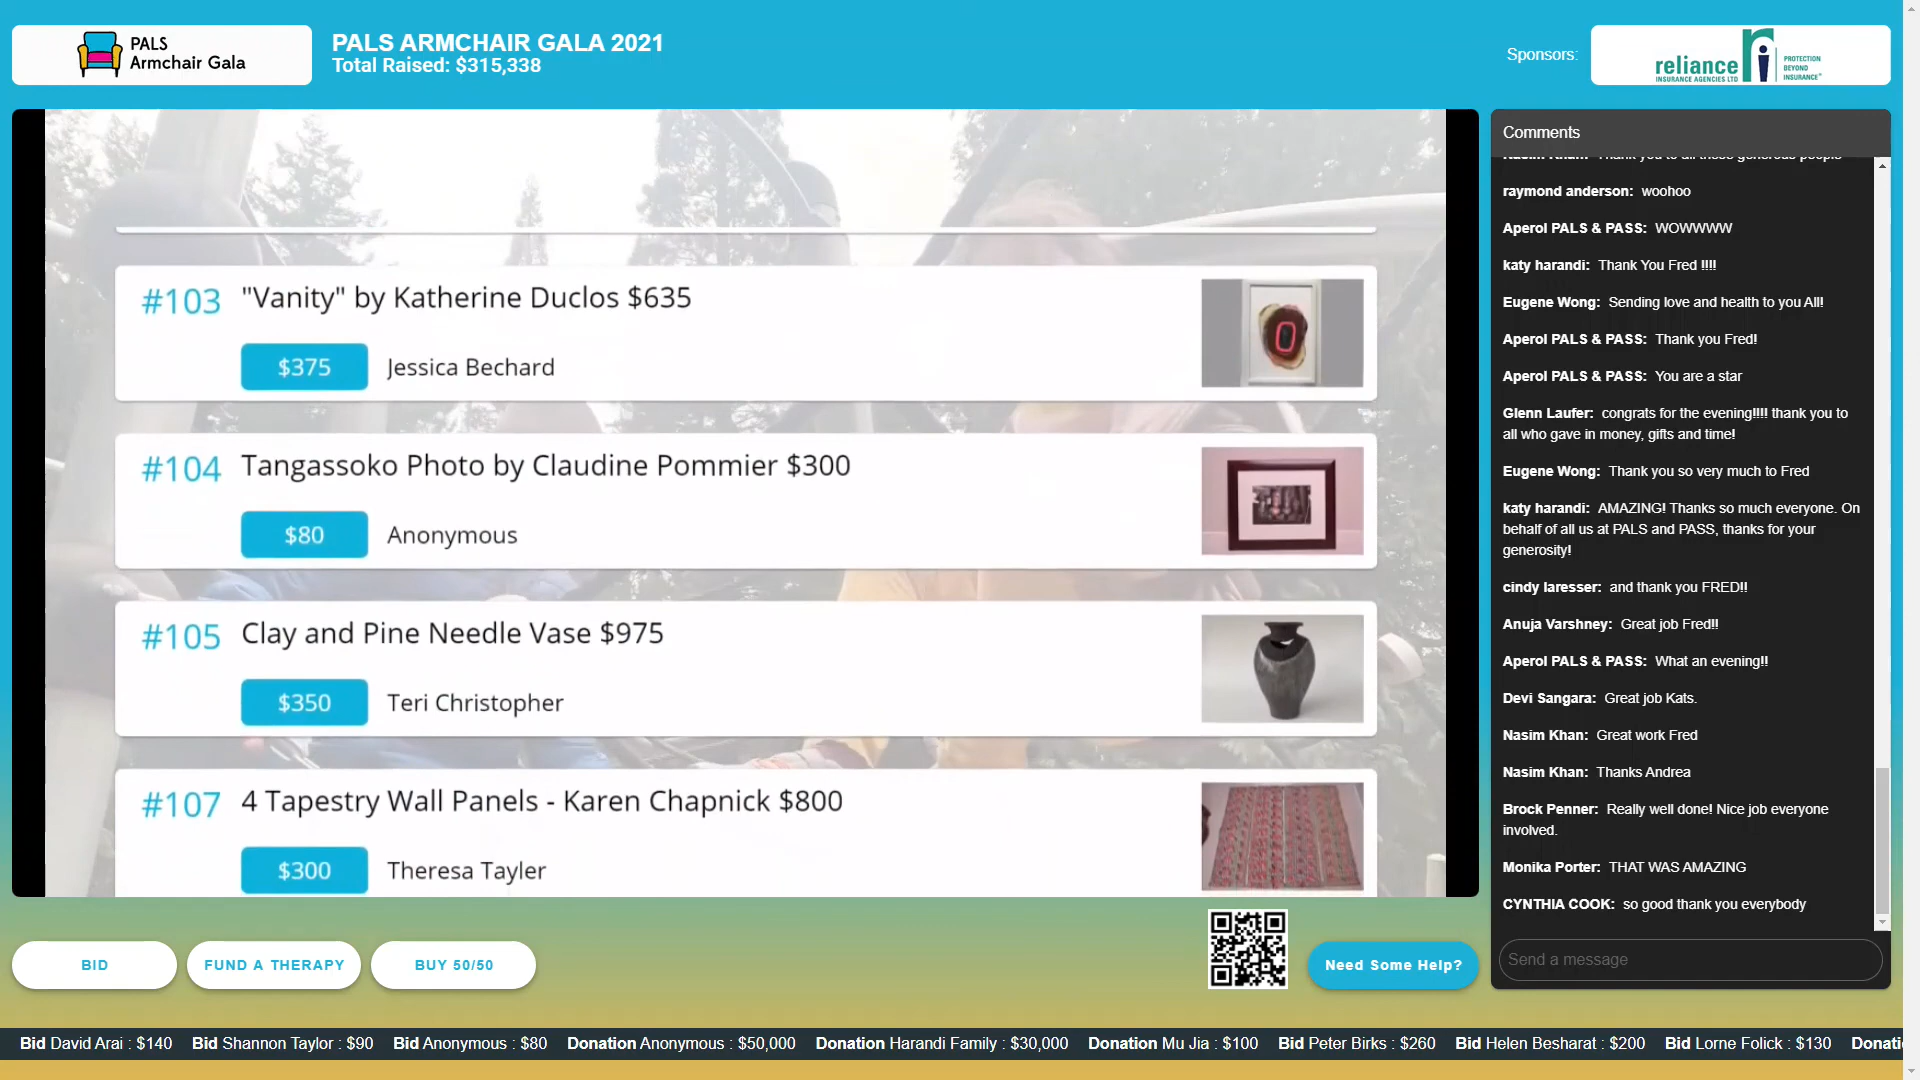 PALS
Armchair Gala
PALS ARMCHAIR GALA 2021
Total Raised: $315,338
Sponsors:
reliance
INSURANCE AGENCIES LTD
PROTECTION
BEYOND
INSURANCE
#103 "Vanity" by Katherine Duclos $635
$375 Jessica Bechard
#104 Tangassoko Photo by Claudine Pommier $300
$80 Anonymous
#105 Clay and Pine Needle Vase $975
$350 Teri Christopher
#107 4 Tapestry Wall Panels - Karen Chapnick $800
$300 Theresa Tayler
Comments
Nasim Khan: Thank you to all these generous people
raymond anderson: woohoo
Aperol PALS & PASS: WOWWWW
katy harandi: Thank You Fred !!!!
Eugene Wong: Sending love and health to you All!
Aperol PALS & PASS: Thank you Fred!
Aperol PALS & PASS: You are a star
Glenn Laufer: congrats for the evening!!!! thank you to
all who gave in money, gifts and time!
Eugene Wong: Thank you so very much to Fred
katy harandi: AMAZING! Thanks so much everyone. On
behalf of all us at PALS and PASS, thanks for your
generosity!
cindy laresser: and thank you FRED!!
Anuja Varshney: Great job Fred!!
Aperol PALS & PASS: What an evening!!
Devi Sangara: Great job Kats.
Nasim Khan: Great work Fred
Nasim Khan: Thanks Andrea
Brock Penner: Really well done! Nice job everyone
involved.
Monika Porter: THAT WAS AMAZING
CYNTHIA COOK: so good thank you everybody
Send a message
BID
FUND A THERAPY
BUY 50/50
Need Some Help?
Bid David Arai : $140 Bid Shannon Taylor : $90 Bid Anonymous : $80 Donation Anonymous : $50,000 Donation Harandi Family : $30,000 Donation Mu Jia : $100 Bid Peter Birks : $260 Bid Helen Besharat : $200 Bid Lorne Folick : $130 Donati